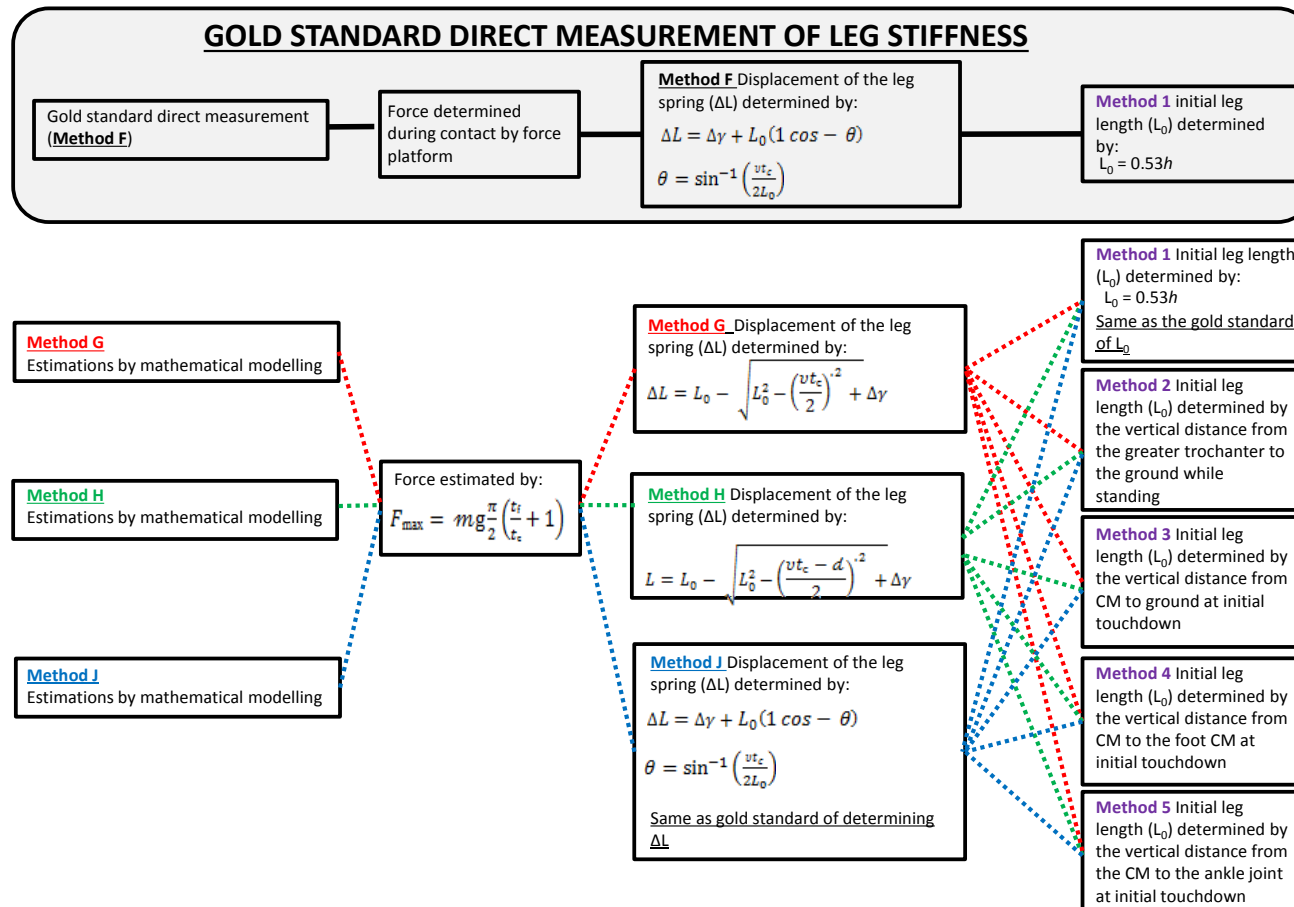 GOLD STANDARD DIRECT MEASUREMENT OF LEG STIFFNESS
Gold standard direct measurement
(Method F)
Force determined
during contact by force
platform
Method F Displacement of the leg
spring (ΔL) determined by:
ΔL = Δγ + L₀(1 cos − θ)
θ = sin⁻¹(vt꜀/2L₀)
Method 1 initial leg
length (L₀) determined
by:
L₀ = 0.53h
Method G
Estimations by mathematical modelling
Method H
Estimations by mathematical modelling
Method J
Estimations by mathematical modelling
Force estimated by:
F_max = mg π/2 (t_f/t_c + 1)
Method G Displacement of the leg
spring (ΔL) determined by:
ΔL = L₀ − √(L₀² − (vt_c/2)·²) + Δγ
Method H Displacement of the leg
spring (ΔL) determined by:
L = L₀ − √(L₀² − ((vt_c − d)/2)·²) + Δγ
Method J Displacement of the leg
spring (ΔL) determined by:
ΔL = Δγ + L₀(1 cos − θ)
θ = sin⁻¹(vt_c/2L₀)
Same as gold standard of determining
ΔL
Method 1 Initial leg length
(L₀) determined by:
L₀ = 0.53h
Same as the gold standard
of L₀
Method 2 Initial leg
length (L₀) determined by
the vertical distance from
the greater trochanter to
the ground while
standing
Method 3 Initial leg
length (L₀) determined by
the vertical distance from
CM to ground at initial
touchdown
Method 4 Initial leg
length (L₀) determined by
the vertical distance from
CM to the foot CM at
initial touchdown
Method 5 Initial leg
length (L₀) determined by
the vertical distance from
the CM to the ankle joint
at initial touchdown